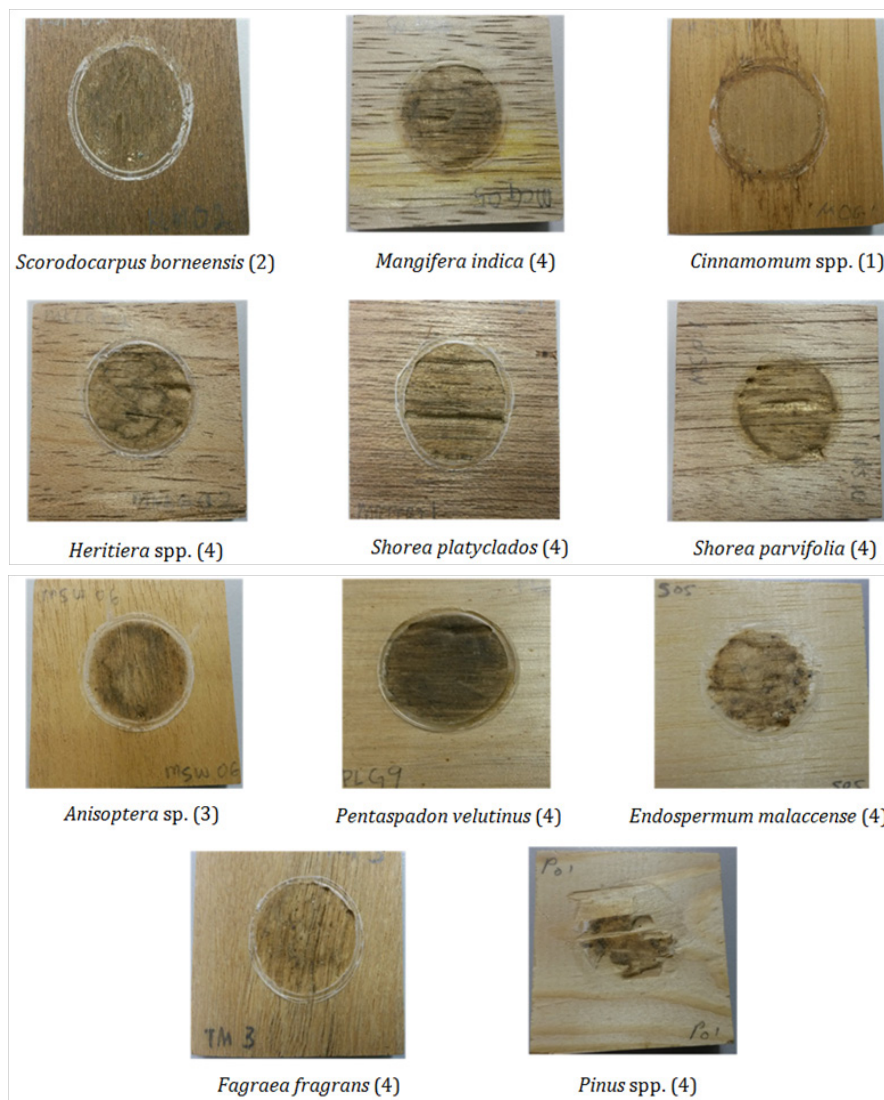 Scorodocarpus borneensis (2)
Mangifera indica (4)
Cinnamomum spp. (1)
Heritiera spp. (4)
Shorea platyclados (4)
Shorea parvifolia (4)
MSW 06
Anisoptera sp. (3)
PLG9
Pentaspadon velutinus (4)
S05
S05
Endospermum malaccense (4)
TM 3
Fagraea fragrans (4)
P01
P01
Pinus spp. (4)